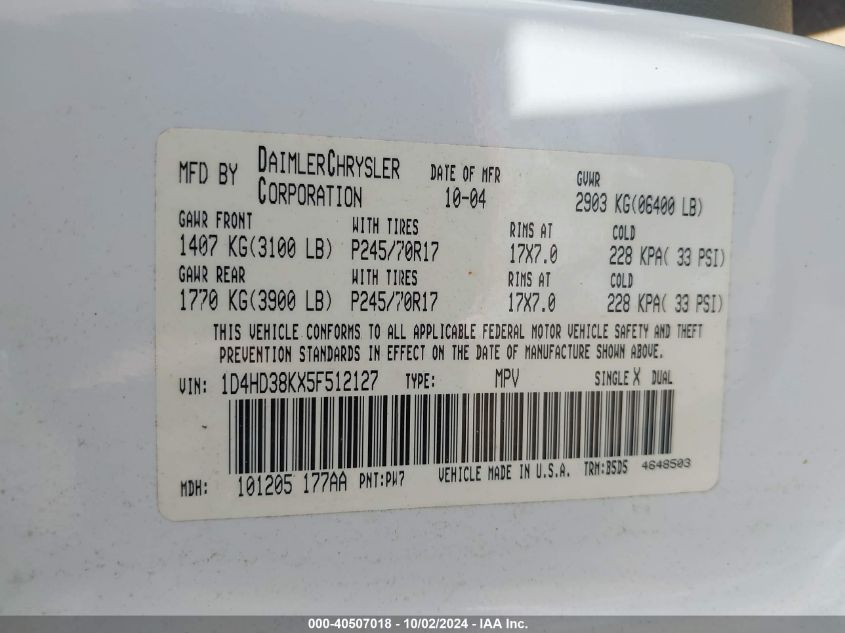 MFD BY DAIMLERCHRYSLER CORPORATION DATE OF MFR 10-04 GVWR 2903 KG(06400 LB)
GAWR FRONT WITH TIRES RIMS AT COLD
1407 KG(3100 LB) P245/70R17 17X7.0 228 KPA( 33 PSI)
GAWR REAR WITH TIRES RIMS AT COLD
1770 KG(3900 LB) P245/70R17 17X7.0 228 KPA( 33 PSI)
THIS VEHICLE CONFORMS TO ALL APPLICABLE FEDERAL MOTOR VEHICLE SAFETY AND THEFT
PREVENTION STANDARDS IN EFFECT ON THE DATE OF MANUFACTURE SHOWN ABOVE.
VIN: 1D4HD38KX5F512127 TYPE: MPV SINGLE X DUAL
MDH: 101205 177AA PNT:PW7 VEHICLE MADE IN U.S.A. TRM:B5D5 4648503
000-40507018 - 10/02/2024 - IAA Inc.